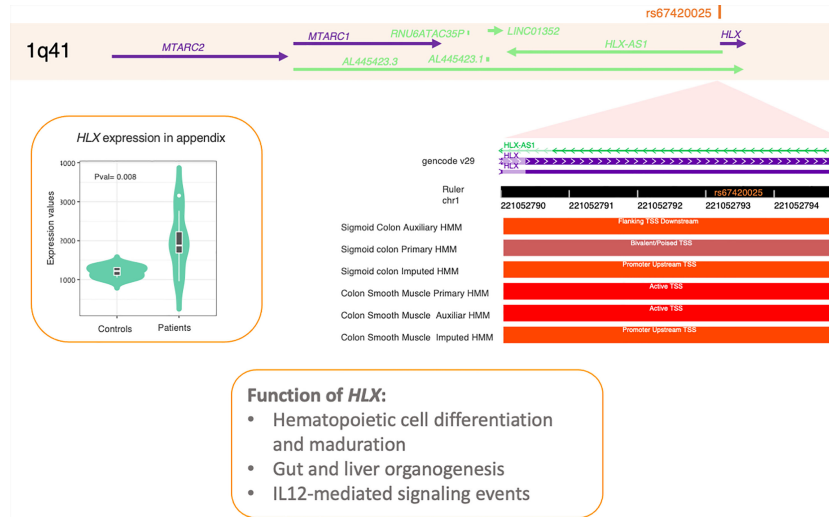 rs67420025
1q41
MTARC2
MTARC1
RNU6ATAC35P
LINC01352
HLX-AS1
HLX
AL445423.3
AL445423.1
HLX expression in appendix
Pval= 0.008
Expression values
4000
3000
2000
1000
Controls
Patients
gencode v29
HLX-AS1
HLX
HLX
Ruler
chr1
rs67420025
221052790
221052791
221052792
221052793
221052794
Sigmoid Colon Auxiliary HMM
Flanking TSS Downstream
Sigmoid colon Primary HMM
Bivalent/Poised TSS
Sigmoid colon Imputed HMM
Promoter Upstream TSS
Colon Smooth Muscle Primary HMM
Active TSS
Colon Smooth Muscle Auxiliar HMM
Active TSS
Colon Smooth Muscle Imputed HMM
Promoter Upstream TSS
Function of HLX:
• Hematopoietic cell differentiation
and maduration
• Gut and liver organogenesis
• IL12-mediated signaling events